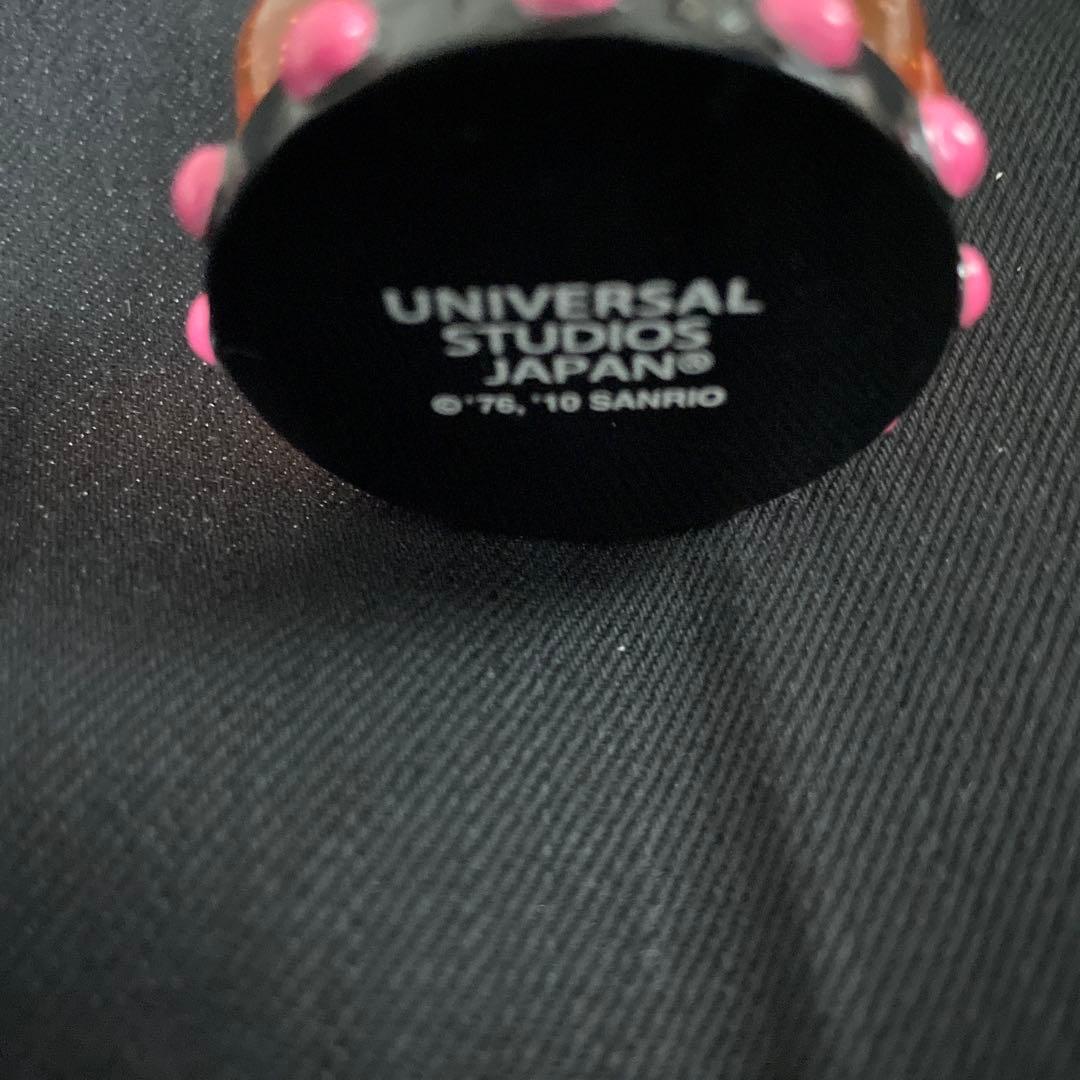 UNIVERSAL
STUDIOS
JAPAN®
© '76, '10 SANRIO